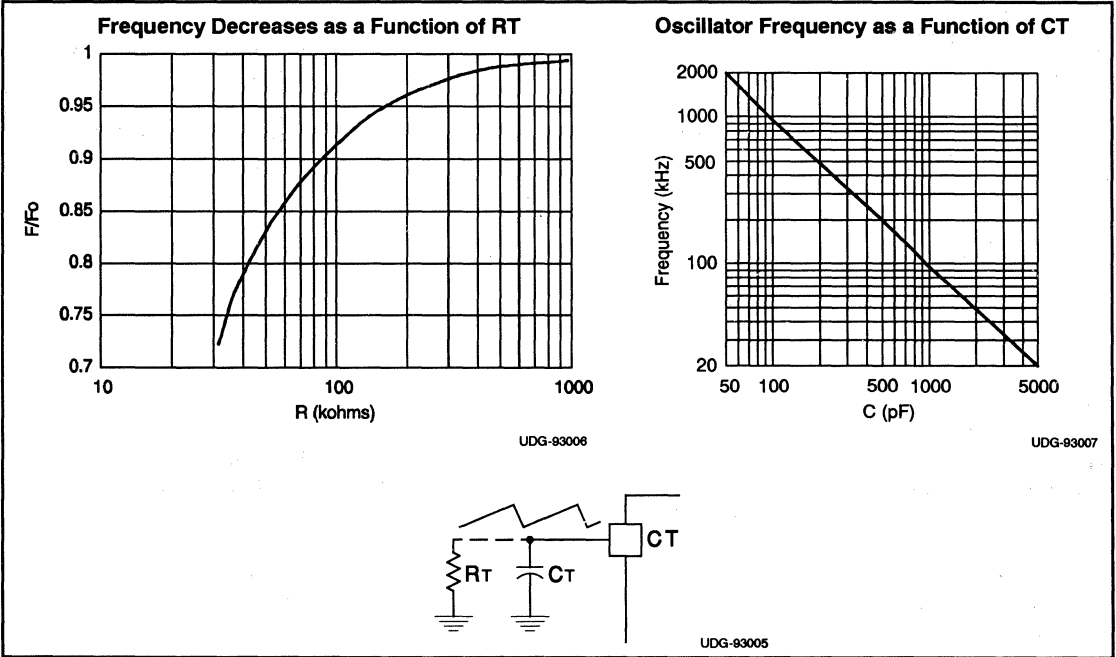 Frequency Decreases as a Function of RT
1
0.95
0.9
0.85
0.8
0.75
0.7
F/Fo
10 100 1000
R (kohms)
UDG-93006
Oscillator Frequency as a Function of CT
2000
1000
500
100
20
Frequency (kHz)
50 100 500 1000 5000
C (pF)
UDG-93007
CT
RT
CT
UDG-93005